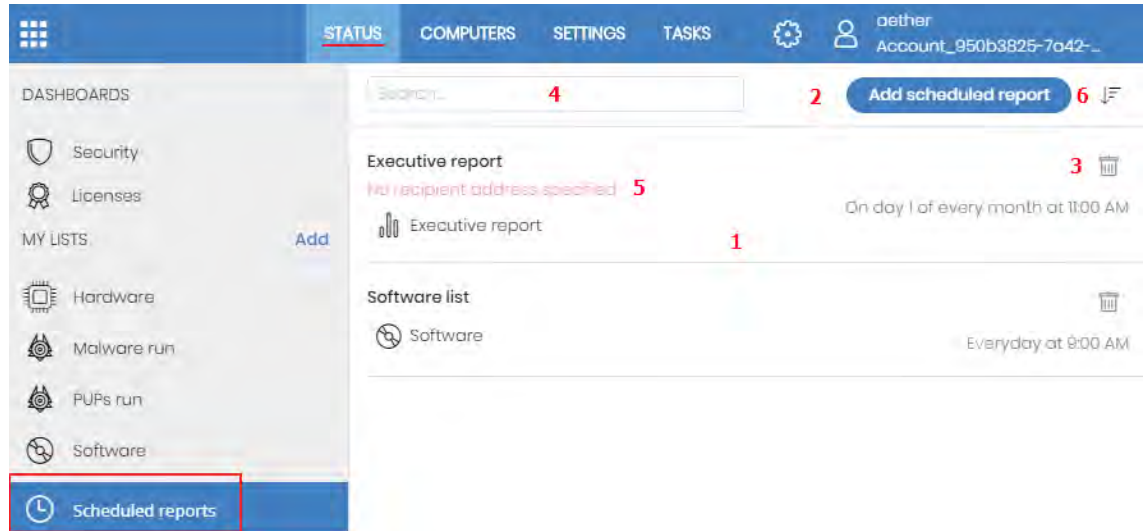 STATUS COMPUTERS SETTINGS TASKS aether
Account_950b3825-7a42-...
DASHBOARDS
Search... 4 2 Add scheduled report 6
Security
Licenses
MY LISTS Add
Hardware
Malware run
PUPs run
Software
Scheduled reports
Executive report 3
No recipient address specified 5
On day 1 of every month at 11:00 AM
Executive report
1
Software list
Software
Everyday at 9:00 AM